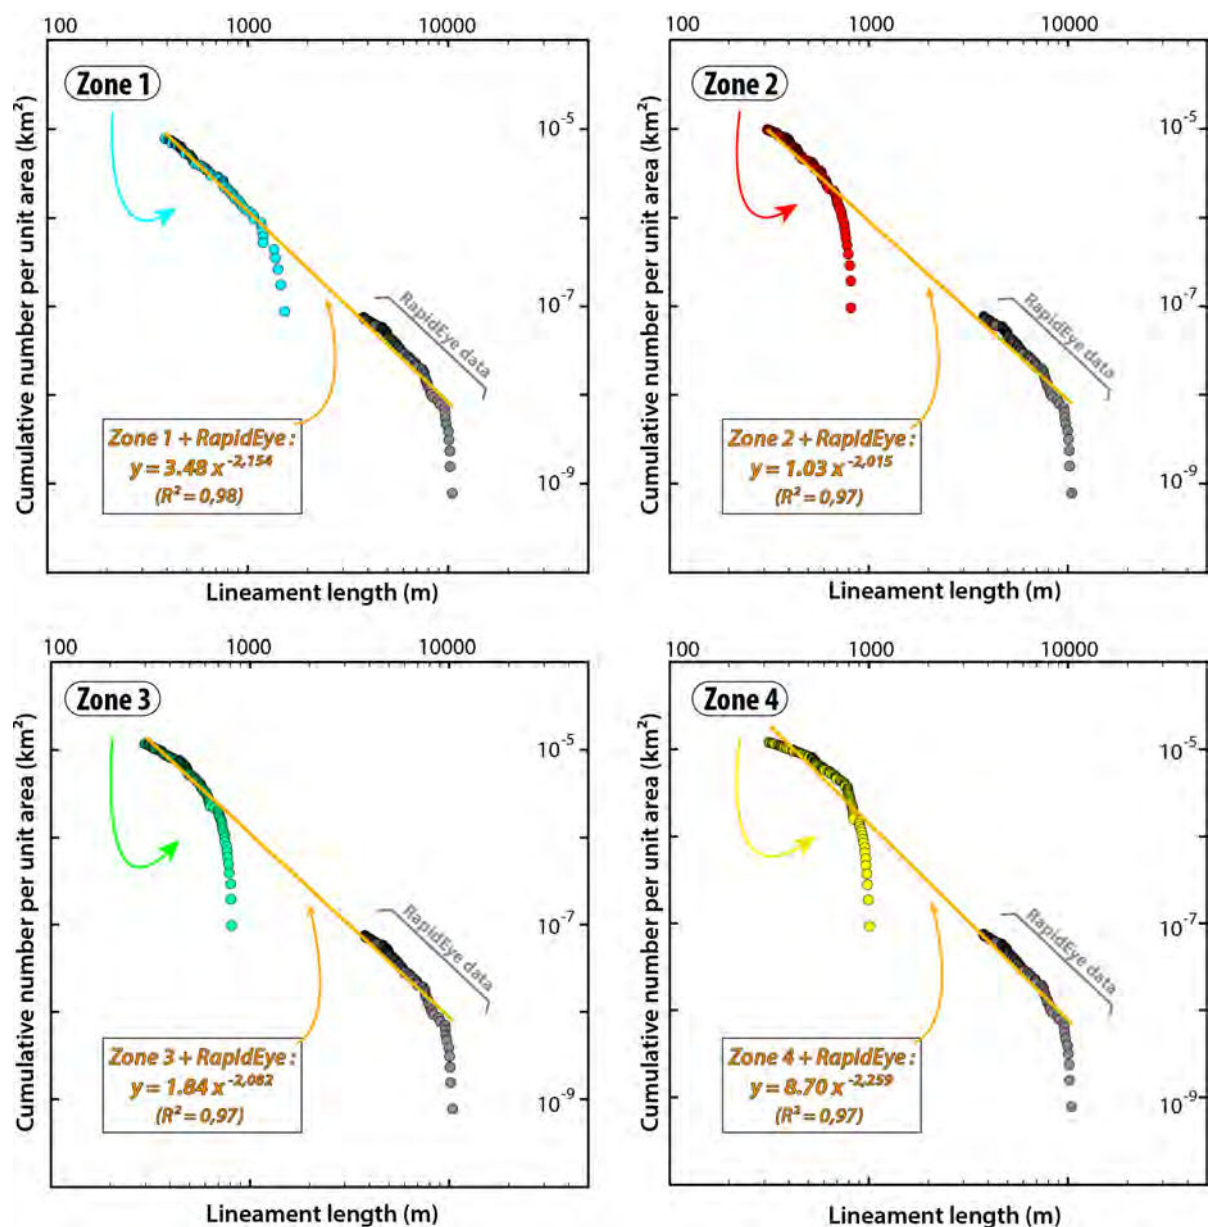 100 1000 10000
Zone 1
10⁻⁵
10⁻⁷
10⁻⁹
RapidEye data
Zone 1 + RapidEye :
y = 3.48 x⁻²,¹⁵⁴
(R² = 0,98)
Cumulative number per unit area (km²)
Lineament length (m)
100 1000 10000
Zone 2
10⁻⁵
10⁻⁷
10⁻⁹
RapidEye data
Zone 2 + RapidEye :
y = 1.03 x⁻²,⁰¹⁵
(R² = 0,97)
Cumulative number per unit area (km²)
Lineament length (m)
100 1000 10000
Zone 3
10⁻⁵
10⁻⁷
10⁻⁹
RapidEye data
Zone 3 + RapidEye :
y = 1.84 x⁻²,⁰⁸²
(R² = 0,97)
Cumulative number per unit area (km²)
Lineament length (m)
100 1000 10000
Zone 4
10⁻⁵
10⁻⁷
10⁻⁹
RapidEye data
Zone 4 + RapidEye :
y = 8.70 x⁻²,²⁵⁹
(R² = 0,97)
Cumulative number per unit area (km²)
Lineament length (m)